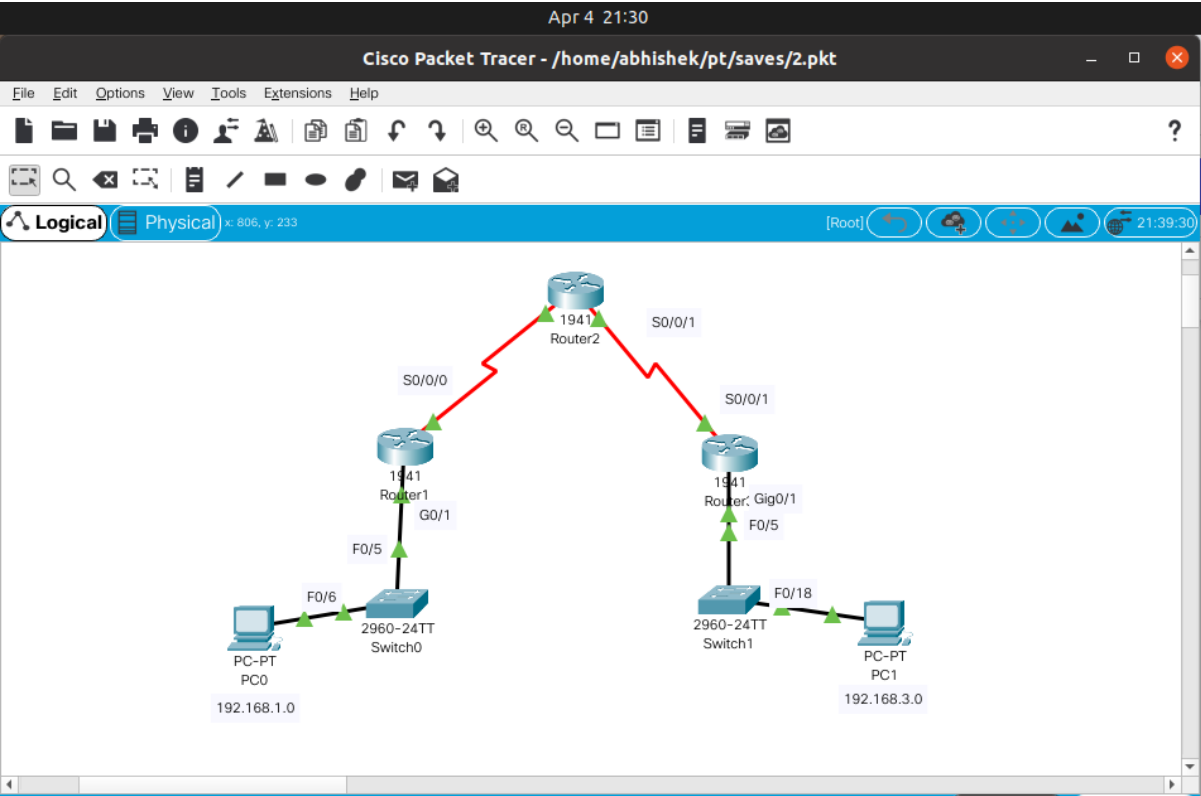 Apr 4 21:30
Cisco Packet Tracer - /home/abhishek/pt/saves/2.pkt
File Edit Options View Tools Extensions Help
?
Logical Physical x: 806, y: 233 [Root] 21:39:30
1941
Router2
S0/0/1
S0/0/0
S0/0/1
1941
Router1
1941
Router
Gig0/1
G0/1
F0/5
F0/5
F0/6
F0/18
2960-24TT
Switch0
2960-24TT
Switch1
PC-PT
PC0
PC-PT
PC1
192.168.1.0
192.168.3.0